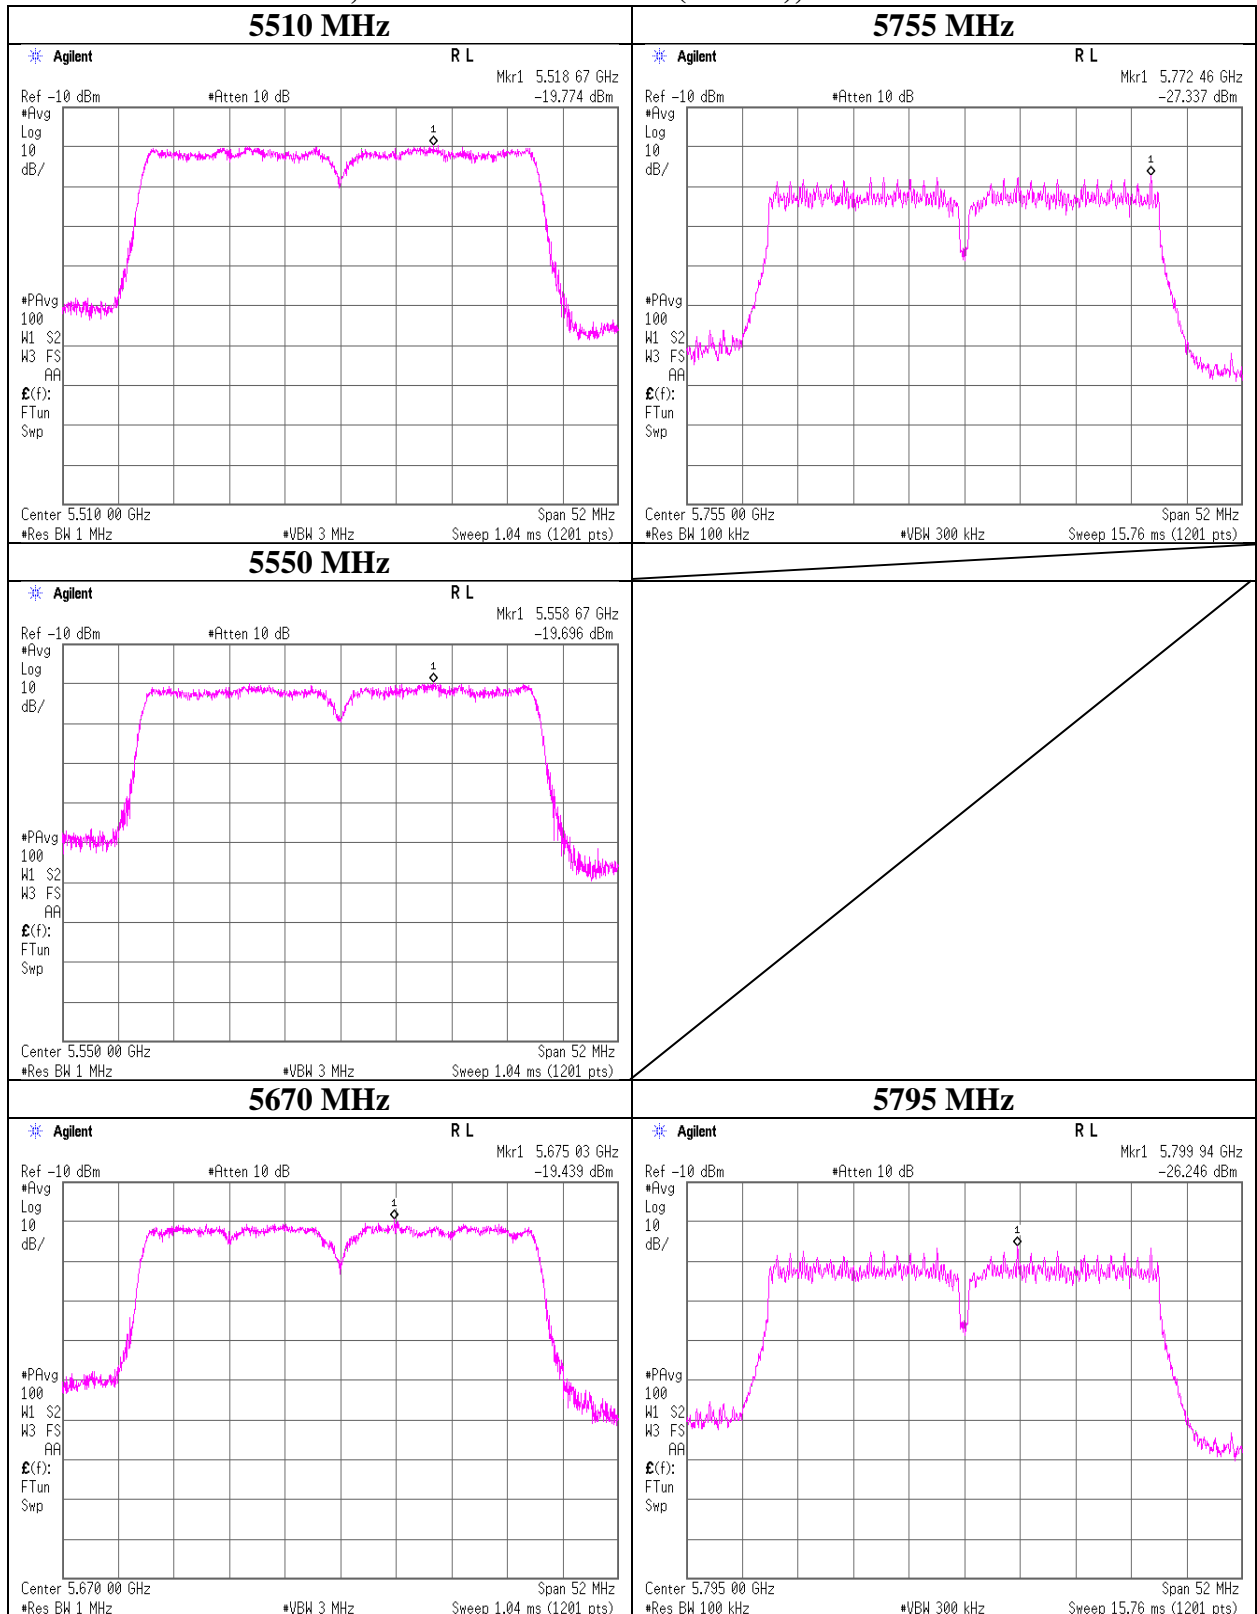 5510 MHz
Agilent R L
Mkr1 5.518 67 GHz
Ref -10 dBm #Atten 10 dB -19.774 dBm
#Avg
Log
10
dB/
1
#PAvg
100
W1 S2
W3 FS
AA
£(f):
FTun
Swp
Center 5.510 00 GHz Span 52 MHz
#Res BW 1 MHz #VBW 3 MHz Sweep 1.04 ms (1201 pts)
5755 MHz
Agilent R L
Mkr1 5.772 46 GHz
Ref -10 dBm #Atten 10 dB -27.337 dBm
#Avg
Log
10
dB/
1
#PAvg
100
W1 S2
W3 FS
AA
£(f):
FTun
Swp
Center 5.755 00 GHz Span 52 MHz
#Res BW 100 kHz #VBW 300 kHz Sweep 15.76 ms (1201 pts)
5550 MHz
Agilent R L
Mkr1 5.558 67 GHz
Ref -10 dBm #Atten 10 dB -19.696 dBm
#Avg
Log
10
dB/
1
#PAvg
100
W1 S2
W3 FS
AA
£(f):
FTun
Swp
Center 5.550 00 GHz Span 52 MHz
#Res BW 1 MHz #VBW 3 MHz Sweep 1.04 ms (1201 pts)
5670 MHz
Agilent R L
Mkr1 5.675 03 GHz
Ref -10 dBm #Atten 10 dB -19.439 dBm
#Avg
Log
10
dB/
1
#PAvg
100
W1 S2
W3 FS
AA
£(f):
FTun
Swp
Center 5.670 00 GHz Span 52 MHz
#Res BW 1 MHz #VBW 3 MHz Sweep 1.04 ms (1201 pts)
5795 MHz
Agilent R L
Mkr1 5.799 94 GHz
Ref -10 dBm #Atten 10 dB -26.246 dBm
#Avg
Log
10
dB/
1
#PAvg
100
W1 S2
W3 FS
AA
£(f):
FTun
Swp
Center 5.795 00 GHz Span 52 MHz
#Res BW 100 kHz #VBW 300 kHz Sweep 15.76 ms (1201 pts)